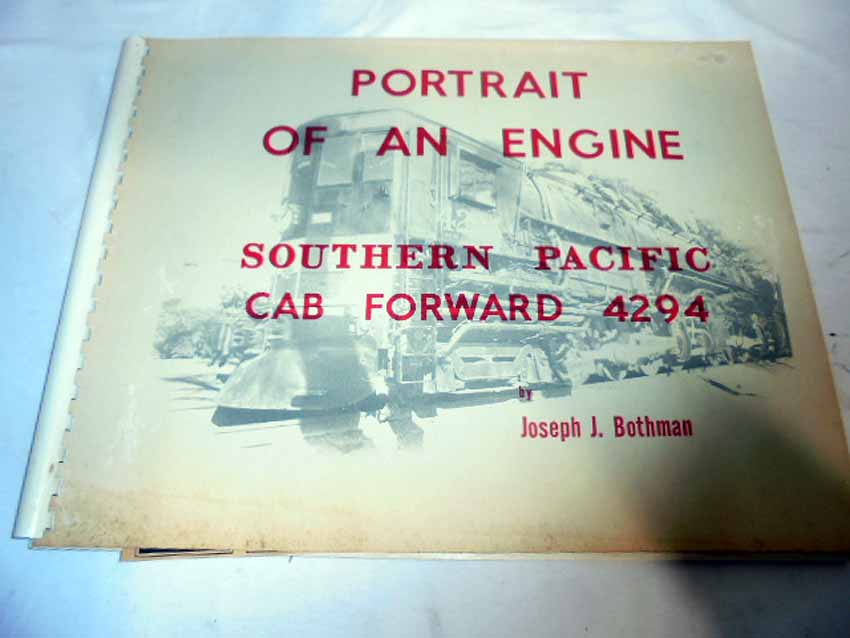 PORTRAIT
OF AN ENGINE
SOUTHERN PACIFIC
CAB FORWARD 4294
by
Joseph J. Bothman